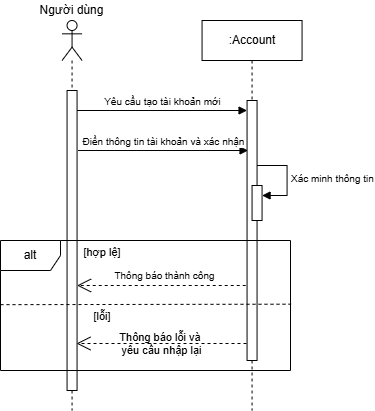 Người dùng
:Account
Yêu cầu tạo tài khoản mới
Điền thông tin tài khoản và xác nhận
Xác minh thông tin
alt
[hợp lệ]
Thông báo thành công
[lỗi]
Thông báo lỗi và
yêu cầu nhập lại